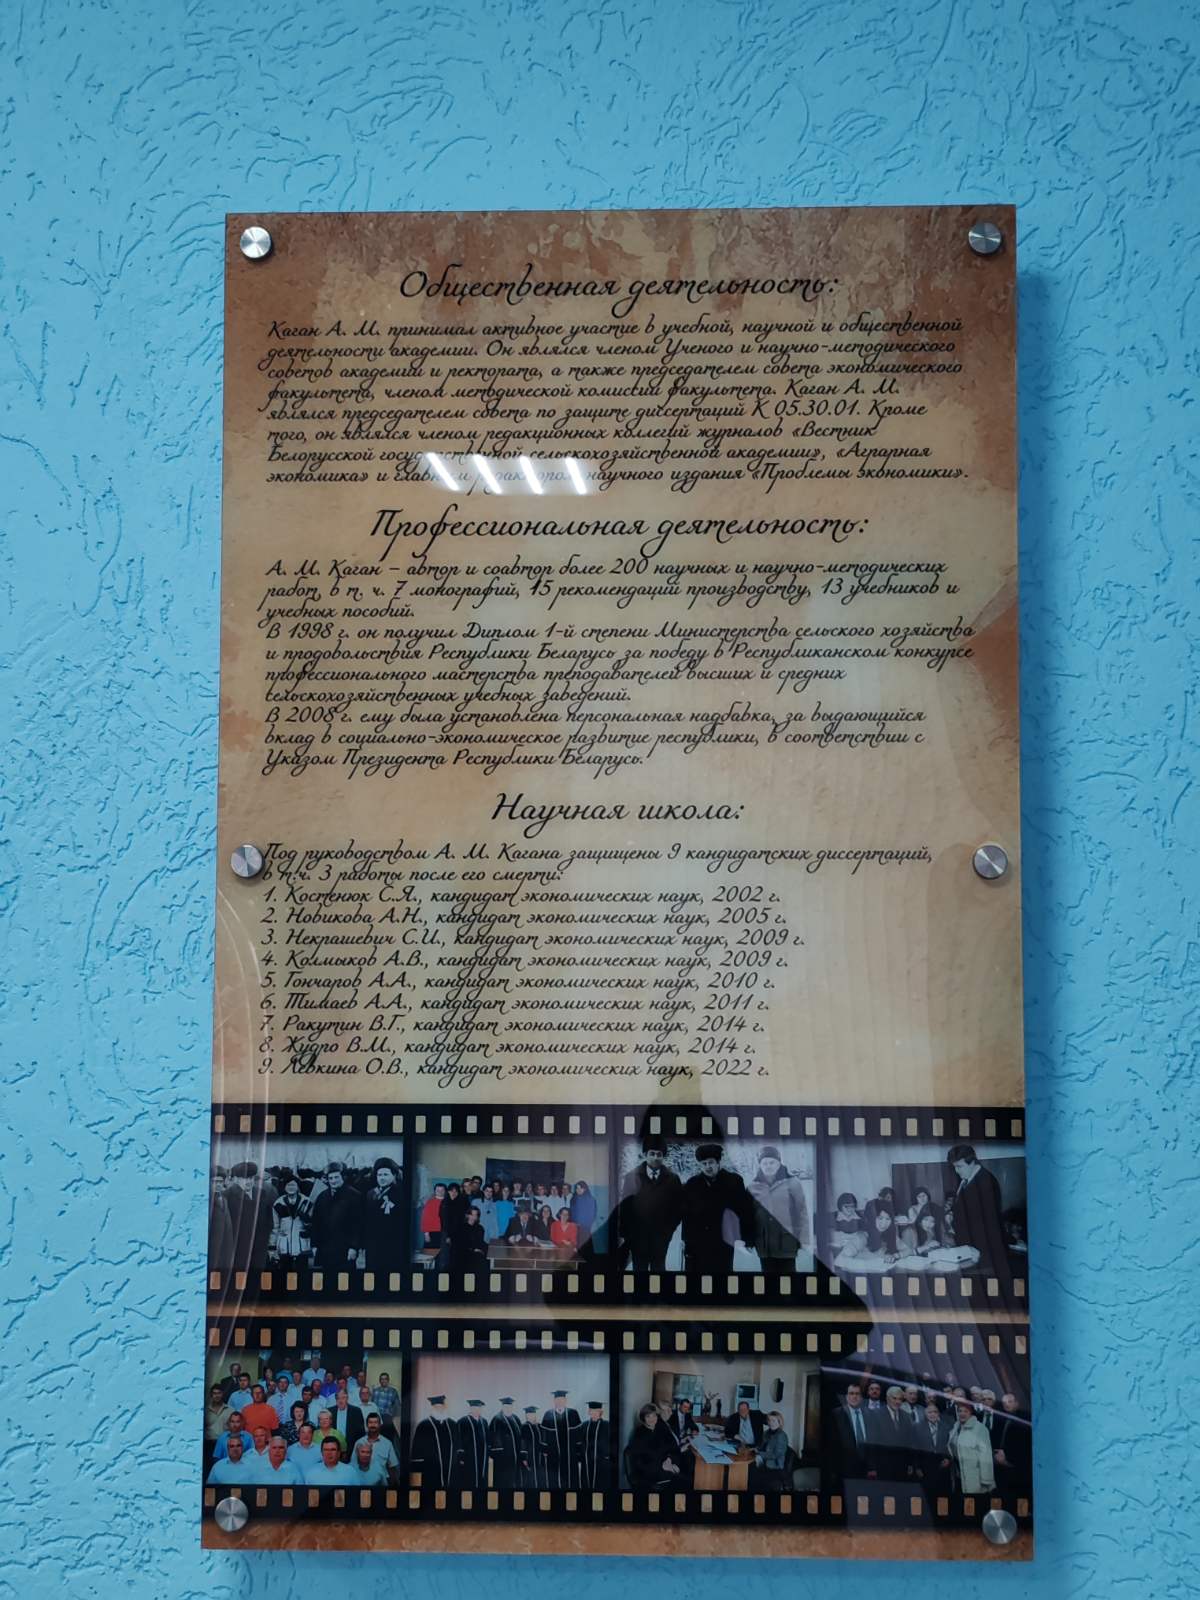 Общественная деятельность:
Каган А. М. принимал активное участие в учебной, научной и общественной
деятельности академии. Он являлся членом Ученого и научно-методического
советов академии и ректората, а также председателем совета экономического
факультета, членом методической комиссии факультета. Каган А. М.
являлся председателем совета по защите диссертаций К 05.30.01. Кроме
того, он являлся членом редакционных коллегий журналов «Вестник
Белорусской государственной сельскохозяйственной академии», «Аграрная
экономика» и главным редактором научного издания «Проблемы экономики».
Профессиональная деятельность:
А. М. Каган – автор и соавтор более 200 научных и научно-методических
работ, в т. ч. 7 монографий, 15 рекомендаций производству, 13 учебников и
учебных пособий.
В 1998 г. он получил Диплом 1-й степени Министерства сельского хозяйства
и продовольствия Республики Беларусь за победу в Республиканском конкурсе
профессионального мастерства преподавателей высших и средних
сельскохозяйственных учебных заведений.
В 2008 г. ему была установлена персональная надбавка, за выдающийся
вклад в социально-экономическое развитие республики, в соответствии с
Указом Президента Республики Беларусь.
Научная школа:
Под руководством А. М. Кагана защищены 9 кандидатских диссертаций,
в т.ч. 3 работы после его смерти:
1. Костенюк С.Я., кандидат экономических наук, 2002 г.
2. Новикова А.Н., кандидат экономических наук, 2005 г.
3. Некрашевич С.И., кандидат экономических наук, 2009 г.
4. Колмыков А.В., кандидат экономических наук, 2009 г.
5. Гончаров А.А., кандидат экономических наук, 2010 г.
6. Тимаев А.А., кандидат экономических наук, 2011 г.
7. Ракутин В.Г., кандидат экономических наук, 2014 г.
8. Жудро В.М., кандидат экономических наук, 2014 г.
9. Лёвкина О.В., кандидат экономических наук, 2022 г.